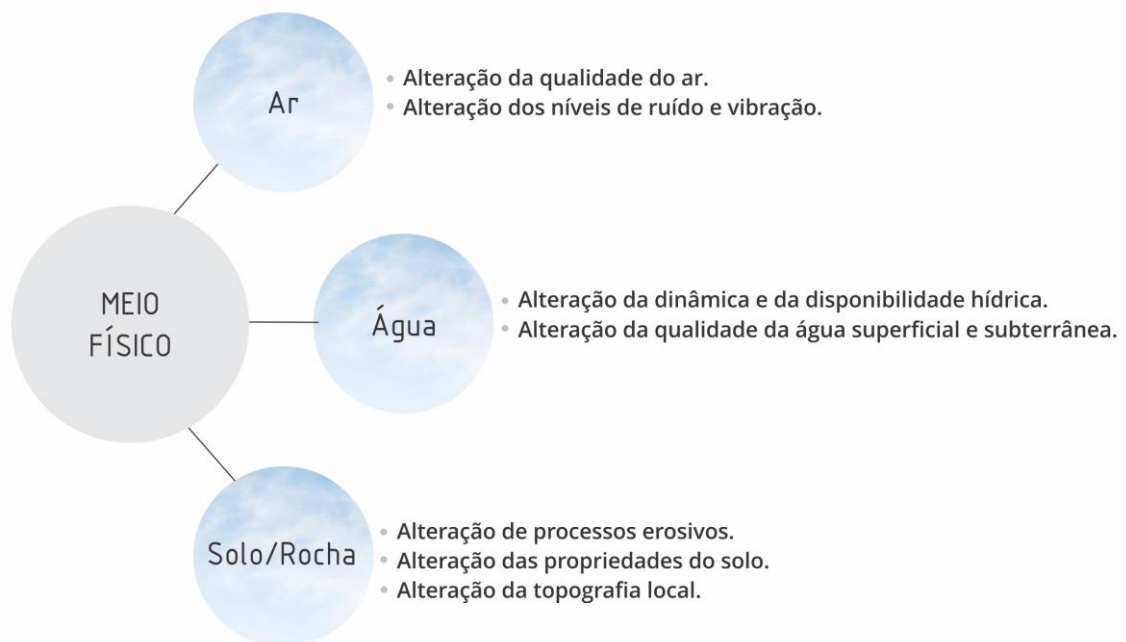 Ar
• Alteração da qualidade do ar.
• Alteração dos níveis de ruído e vibração.
MEIO
FÍSICO
Água
• Alteração da dinâmica e da disponibilidade hídrica.
• Alteração da qualidade da água superficial e subterrânea.
Solo/Rocha
• Alteração de processos erosivos.
• Alteração das propriedades do solo.
• Alteração da topografia local.